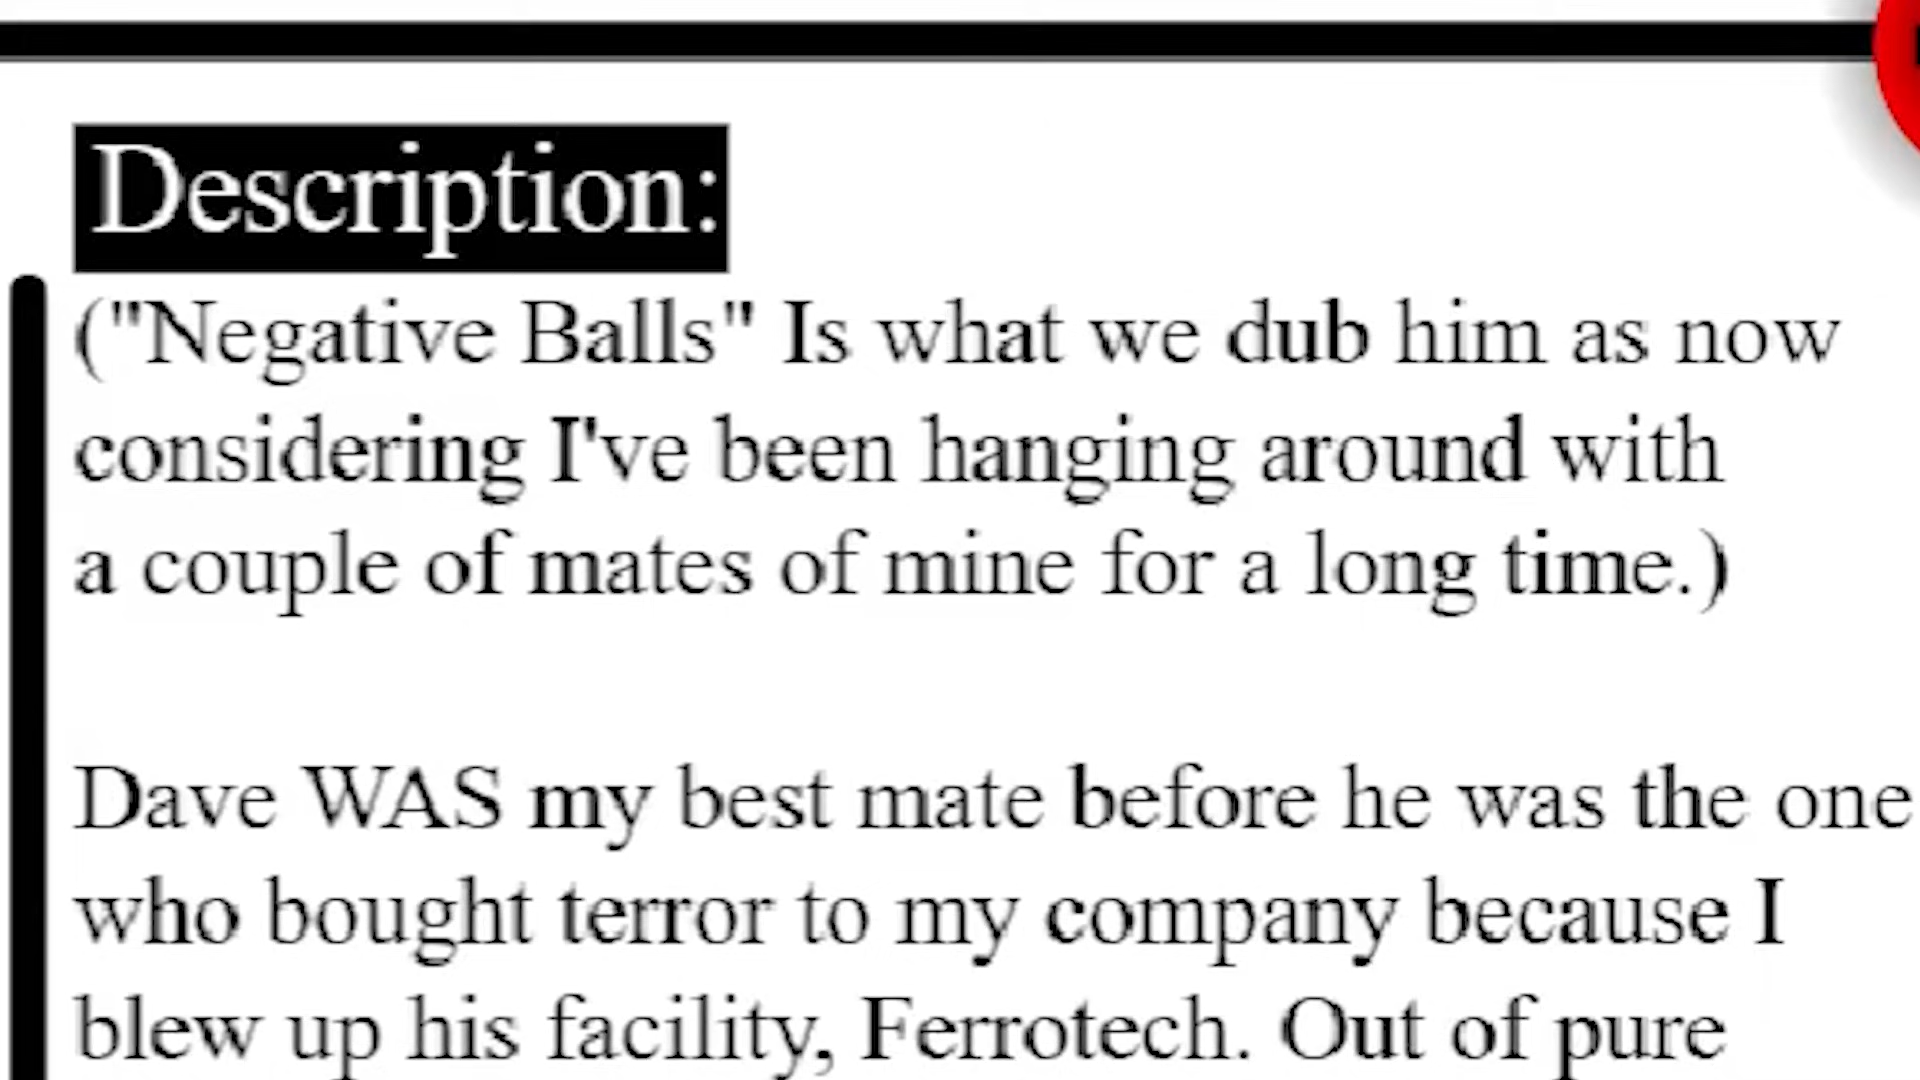 Description:
("Negative Balls" Is what we dub him as now
considering I've been hanging around with
a couple of mates of mine for a long time.)
Dave WAS my best mate before he was the one
who bought terror to my company because I
blew up his facility, Ferrotech. Out of pure